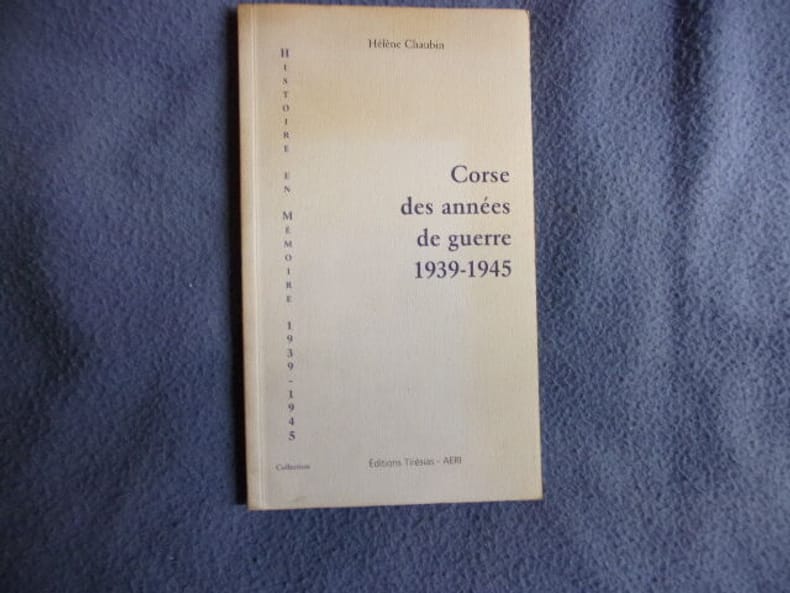 Hélène Chaubin
HISTOIRE EN MÉMOIRE 1939-1945
Corse
des années
de guerre
1939-1945
Collection
Éditions Tirésias - AERI